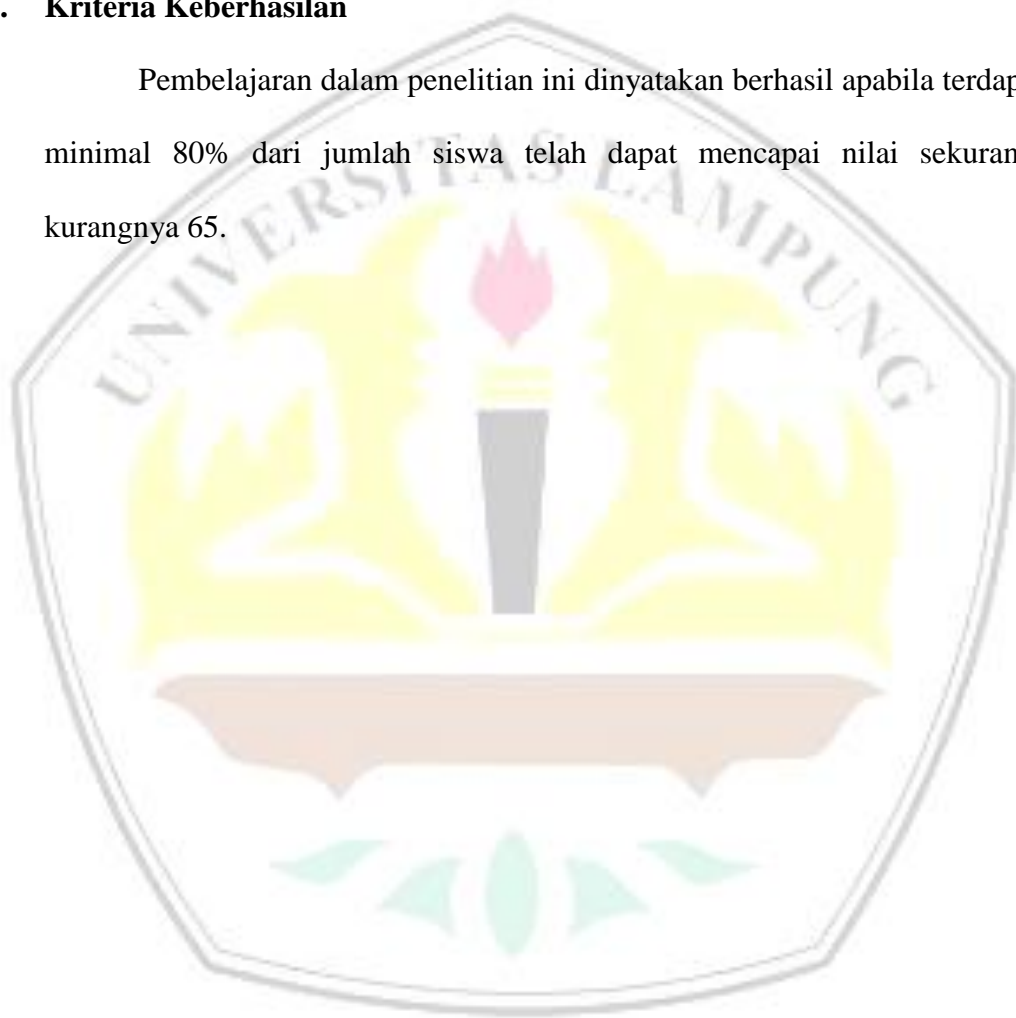 . Kriteria Keberhasilan
Pembelajaran dalam penelitian ini dinyatakan berhasil apabila terdap
minimal 80% dari jumlah siswa telah dapat mencapai nilai sekuran
kurangnya 65.
UNIVERSITAS LAMPUNG